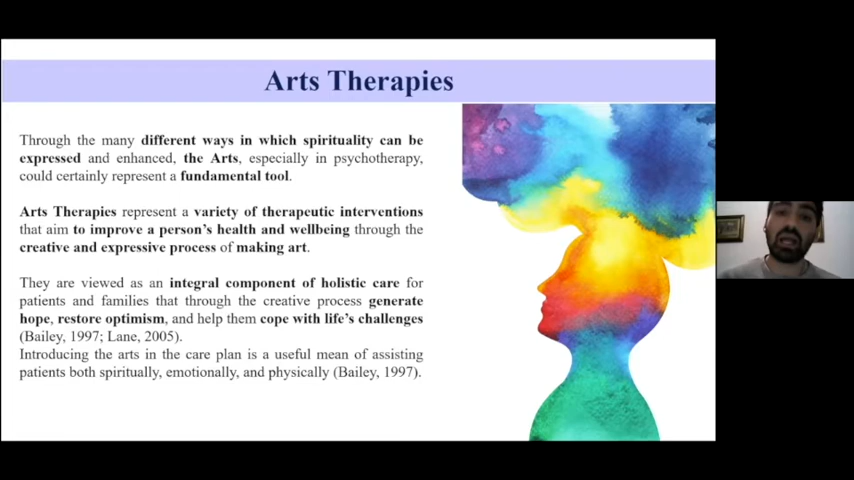 Arts Therapies
Through the many different ways in which spirituality can be
expressed and enhanced, the Arts, especially in psychotherapy,
could certainly represent a fundamental tool.
Arts Therapies represent a variety of therapeutic interventions
that aim to improve a person's health and wellbeing through the
creative and expressive process of making art.
They are viewed as an integral component of holistic care for
patients and families that through the creative process generate
hope, restore optimism, and help them cope with life's challenges
(Bailey, 1997; Lane, 2005).
Introducing the arts in the care plan is a useful mean of assisting
patients both spiritually, emotionally, and physically (Bailey, 1997).